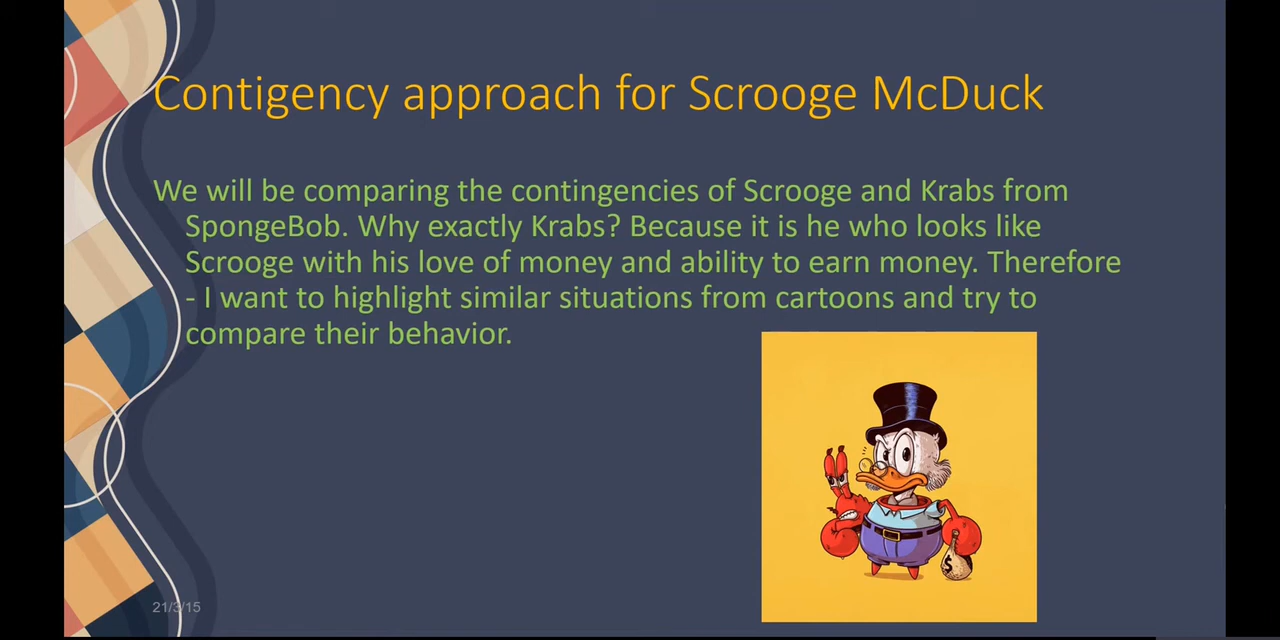 Contigency approach for Scrooge McDuck
We will be comparing the contingencies of Scrooge and Krabs from
SpongeBob. Why exactly Krabs? Because it is he who looks like
Scrooge with his love of money and ability to earn money. Therefore
- I want to highlight similar situations from cartoons and try to
compare their behavior.
$
21/3/15